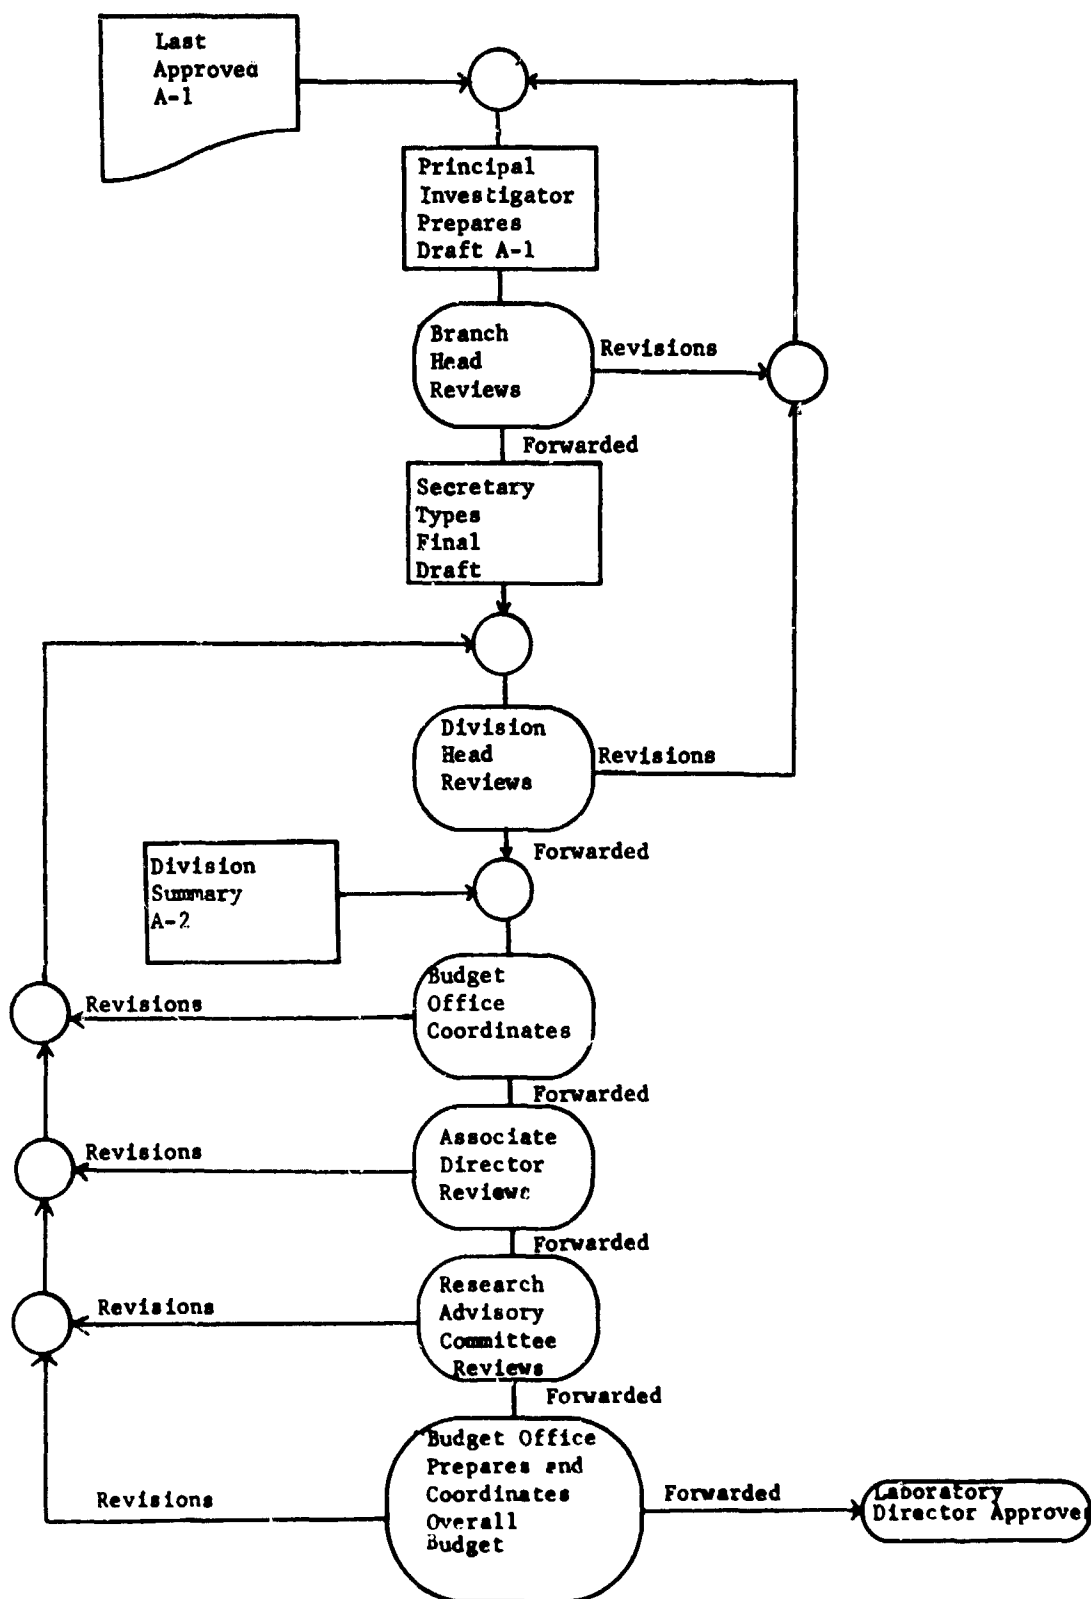 Last
Approved
A-1
Principal
Investigator
Prepares
Draft A-1
Branch
Head
Reviews
Revisions
Forwarded
Secretary
Types
Final
Draft
Division
Head
Reviews
Revisions
Forwarded
Division
Summary
A-2
Budget
Office
Coordinates
Revisions
Forwarded
Associate
Director
Reviews
Revisions
Forwarded
Research
Advisory
Committee
Reviews
Revisions
Forwarded
Budget Office
Prepares and
Coordinates
Overall
Budget
Revisions
Forwarded
Laboratory
Director Approves